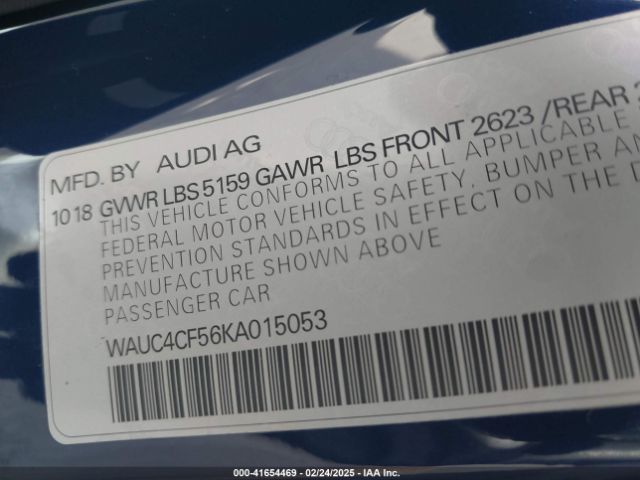 MFD. BY AUDI AG
1018 GVWR LBS 5159 GAWR LBS FRONT 2623 /REAR
THIS VEHICLE CONFORMS TO ALL APPLICABLE
FEDERAL MOTOR VEHICLE SAFETY, BUMPER
PREVENTION STANDARDS IN EFFECT ON THE
MANUFACTURE SHOWN ABOVE
PASSENGER CAR
WAUC4CF56KA015053
000-41654469 - 02/24/2025 - IAA Inc.